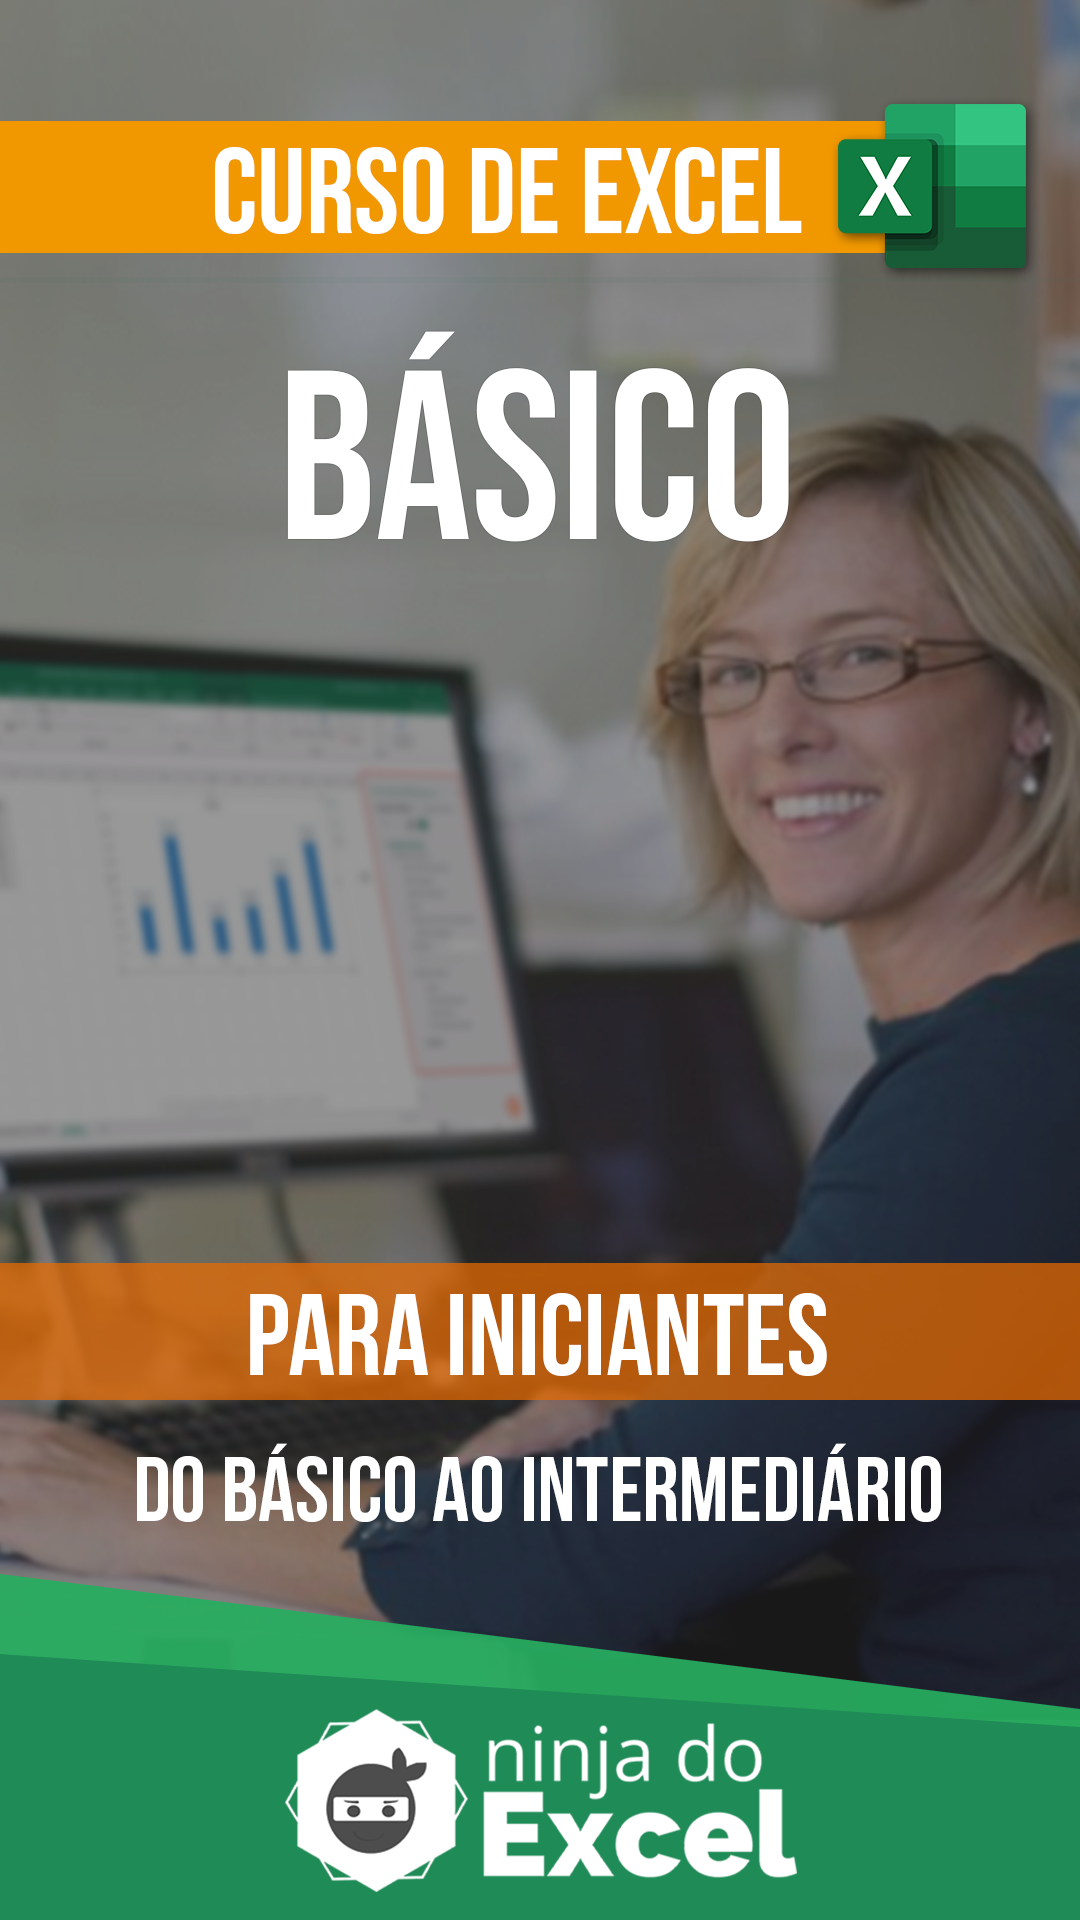 CURSO DE EXCEL
X
BÁSICO
PARA INICIANTES
DO BÁSICO AO INTERMEDIÁRIO
ninja do
Excel